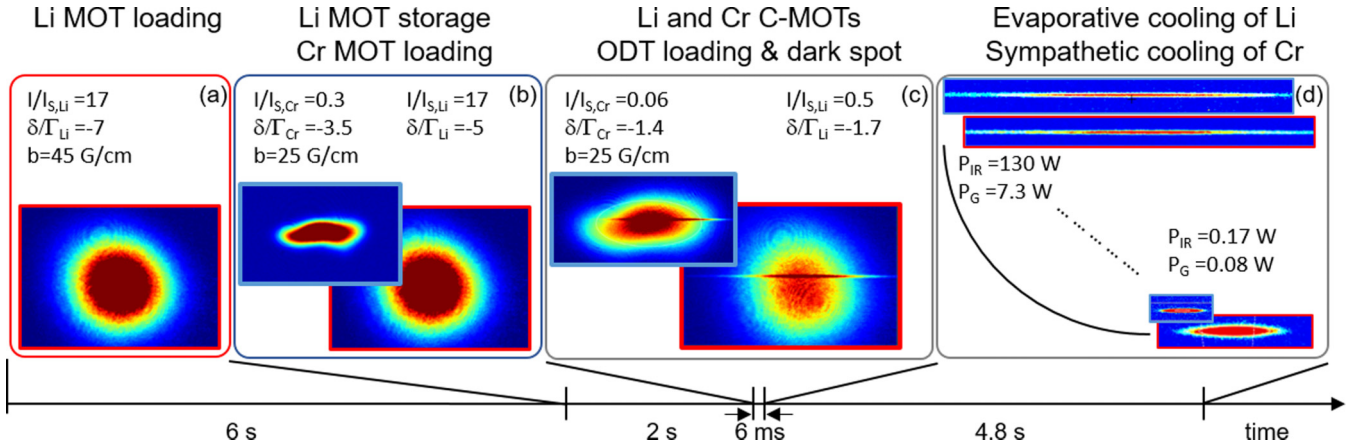 Li MOT loading
Li MOT storage
Cr MOT loading
Li and Cr C-MOTs
ODT loading & dark spot
Evaporative cooling of Li
Sympathetic cooling of Cr
(a)
I/I_S,Li =17
δ/Γ_Li=-7
b=45 G/cm
(b)
I/I_S,Cr=0.3
δ/Γ_Cr=-3.5
b=25 G/cm
I/I_S,Li =17
δ/Γ_Li=-5
(c)
I/I_S,Cr=0.06
δ/Γ_Cr=-1.4
b=25 G/cm
I/I_S,Li =0.5
δ/Γ_Li=-1.7
(d)
P_IR =130 W
P_G =7.3 W
P_IR =0.17 W
P_G =0.08 W
6 s
2 s
6 ms
4.8 s
time